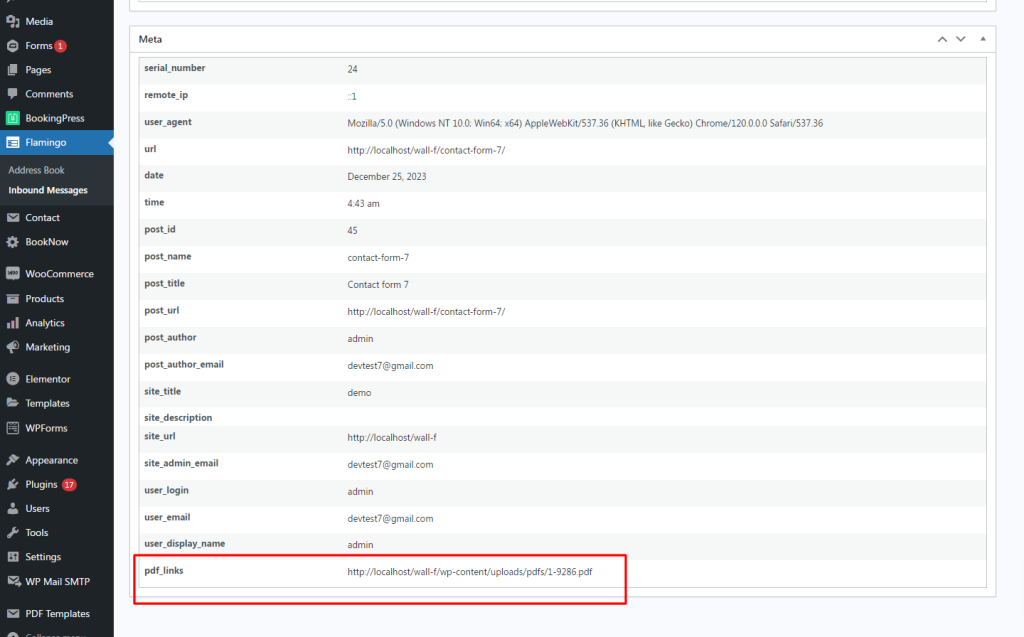 Media
Forms 1
Pages
Comments
BookingPress
Flamingo
Address Book
Inbound Messages
Contact
BookNow
WooCommerce
Products
Analytics
Marketing
Elementor
Templates
WPForms
Appearance
Plugins 17
Users
Tools
Settings
WP Mail SMTP
PDF Templates
Collapse menu
Meta
serial_number 24
remote_ip ::1
user_agent Mozilla/5.0 (Windows NT 10.0; Win64; x64) AppleWebKit/537.36 (KHTML, like Gecko) Chrome/120.0.0.0 Safari/537.36
url http://localhost/wall-f/contact-form-7/
date December 25, 2023
time 4:43 am
post_id 45
post_name contact-form-7
post_title Contact form 7
post_url http://localhost/wall-f/contact-form-7/
post_author admin
post_author_email devtest7@gmail.com
site_title demo
site_description
site_url http://localhost/wall-f
site_admin_email devtest7@gmail.com
user_login admin
user_email devtest7@gmail.com
user_display_name admin
pdf_links http://localhost/wall-f/wp-content/uploads/pdfs/1-9286.pdf